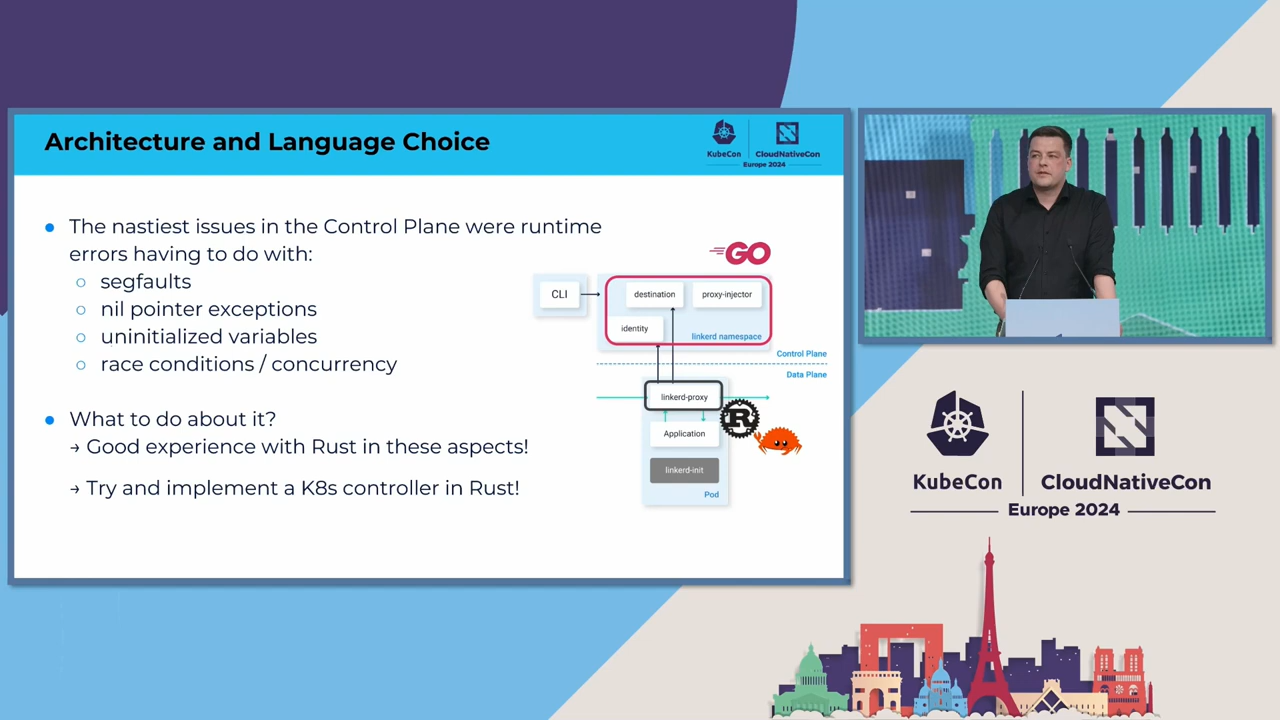 Architecture and Language Choice
KubeCon
CloudNativeCon
Europe 2024
● The nastiest issues in the Control Plane were runtime
errors having to do with:
○ segfaults
○ nil pointer exceptions
○ uninitialized variables
○ race conditions / concurrency
● What to do about it?
→ Good experience with Rust in these aspects!
→ Try and implement a K8s controller in Rust!
GO
CLI
destination
proxy-injector
identity
linkerd namespace
Control Plane
Data Plane
linkerd-proxy
R
Application
linkerd-init
Pod
KubeCon
CloudNativeCon
Europe 2024